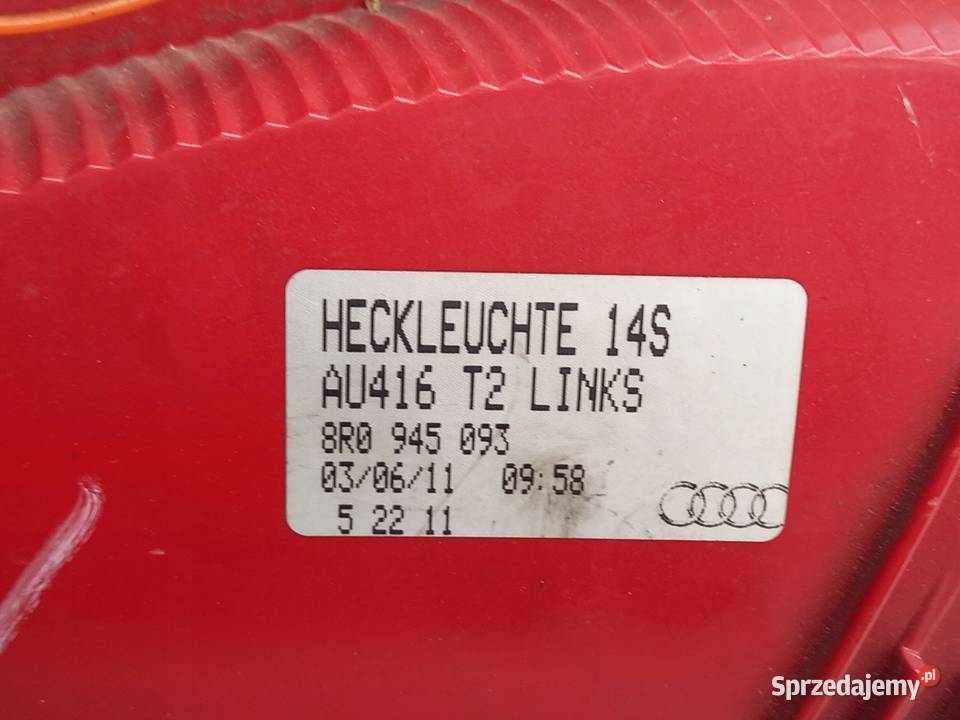 HECKLEUCHTE 14S
AU416 T2 LINKS
8R0 945 093
03/06/11 09:58
5 22 11
Sprzedajemy.pl